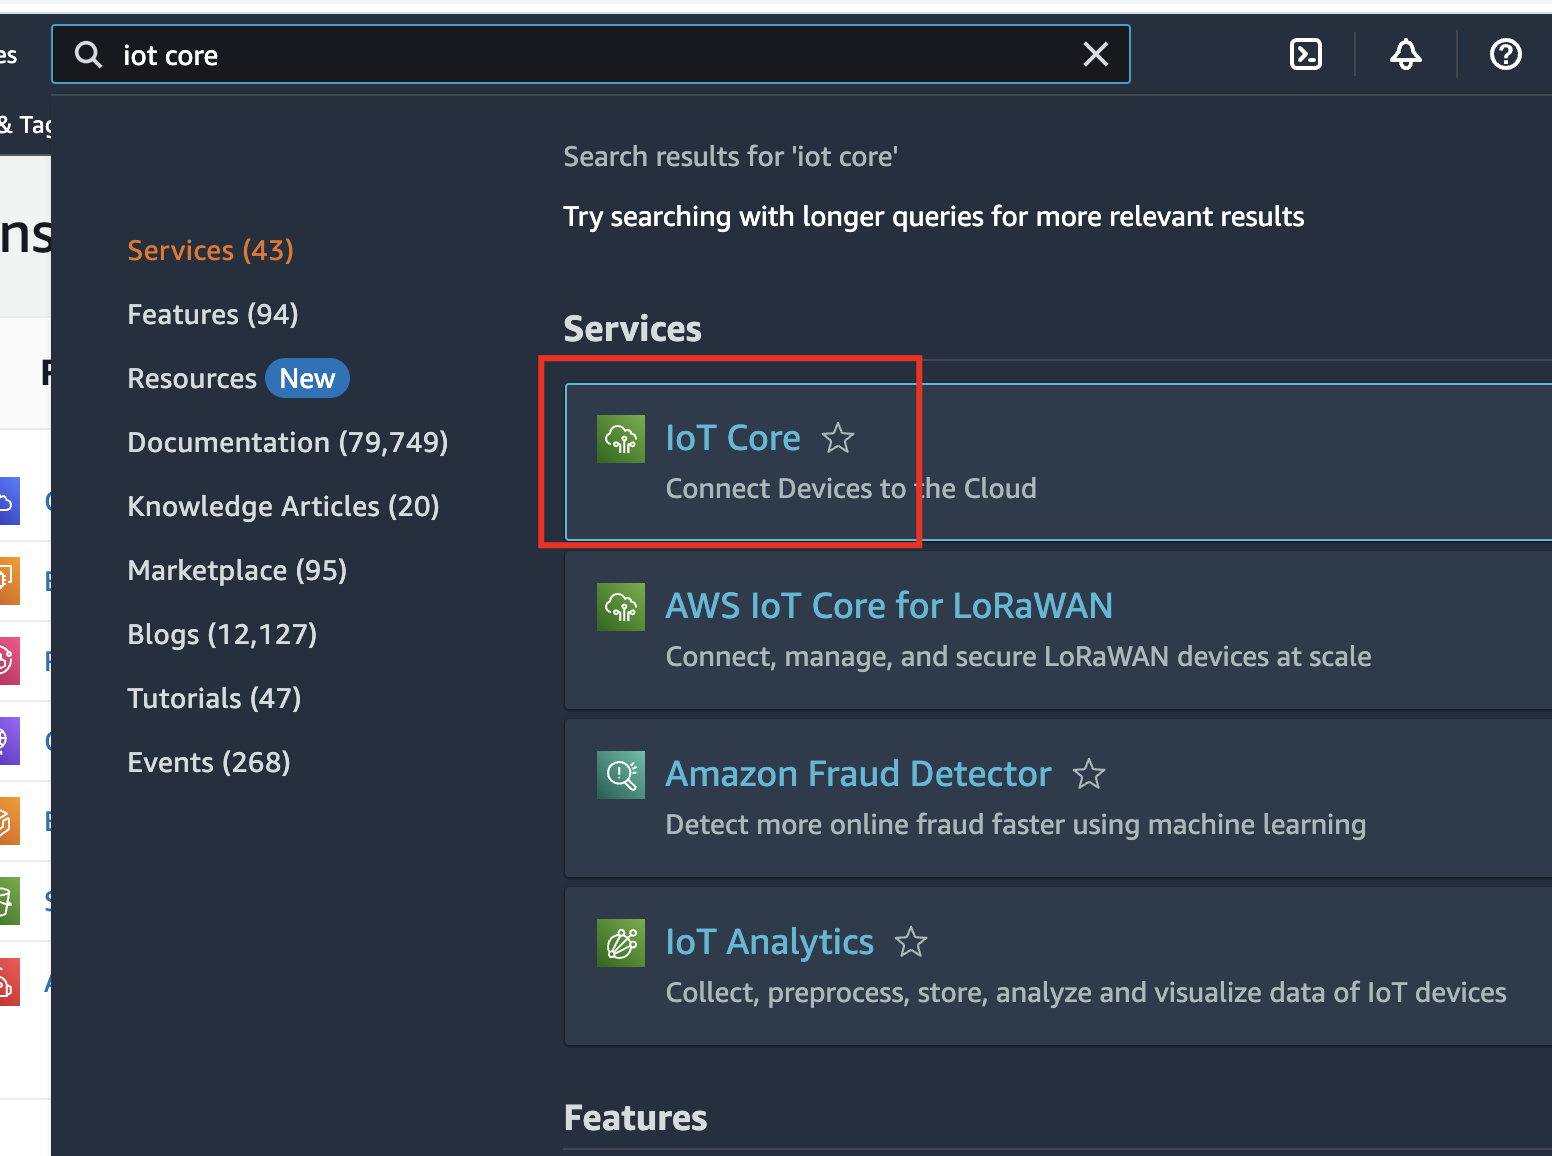 iot core
Search results for 'iot core'
Try searching with longer queries for more relevant results
Services (43)
Features (94)
Resources New
Documentation (79,749)
Knowledge Articles (20)
Marketplace (95)
Blogs (12,127)
Tutorials (47)
Events (268)
Services
IoT Core
Connect Devices to the Cloud
AWS IoT Core for LoRaWAN
Connect, manage, and secure LoRaWAN devices at scale
Amazon Fraud Detector
Detect more online fraud faster using machine learning
IoT Analytics
Collect, preprocess, store, analyze and visualize data of IoT devices
Features